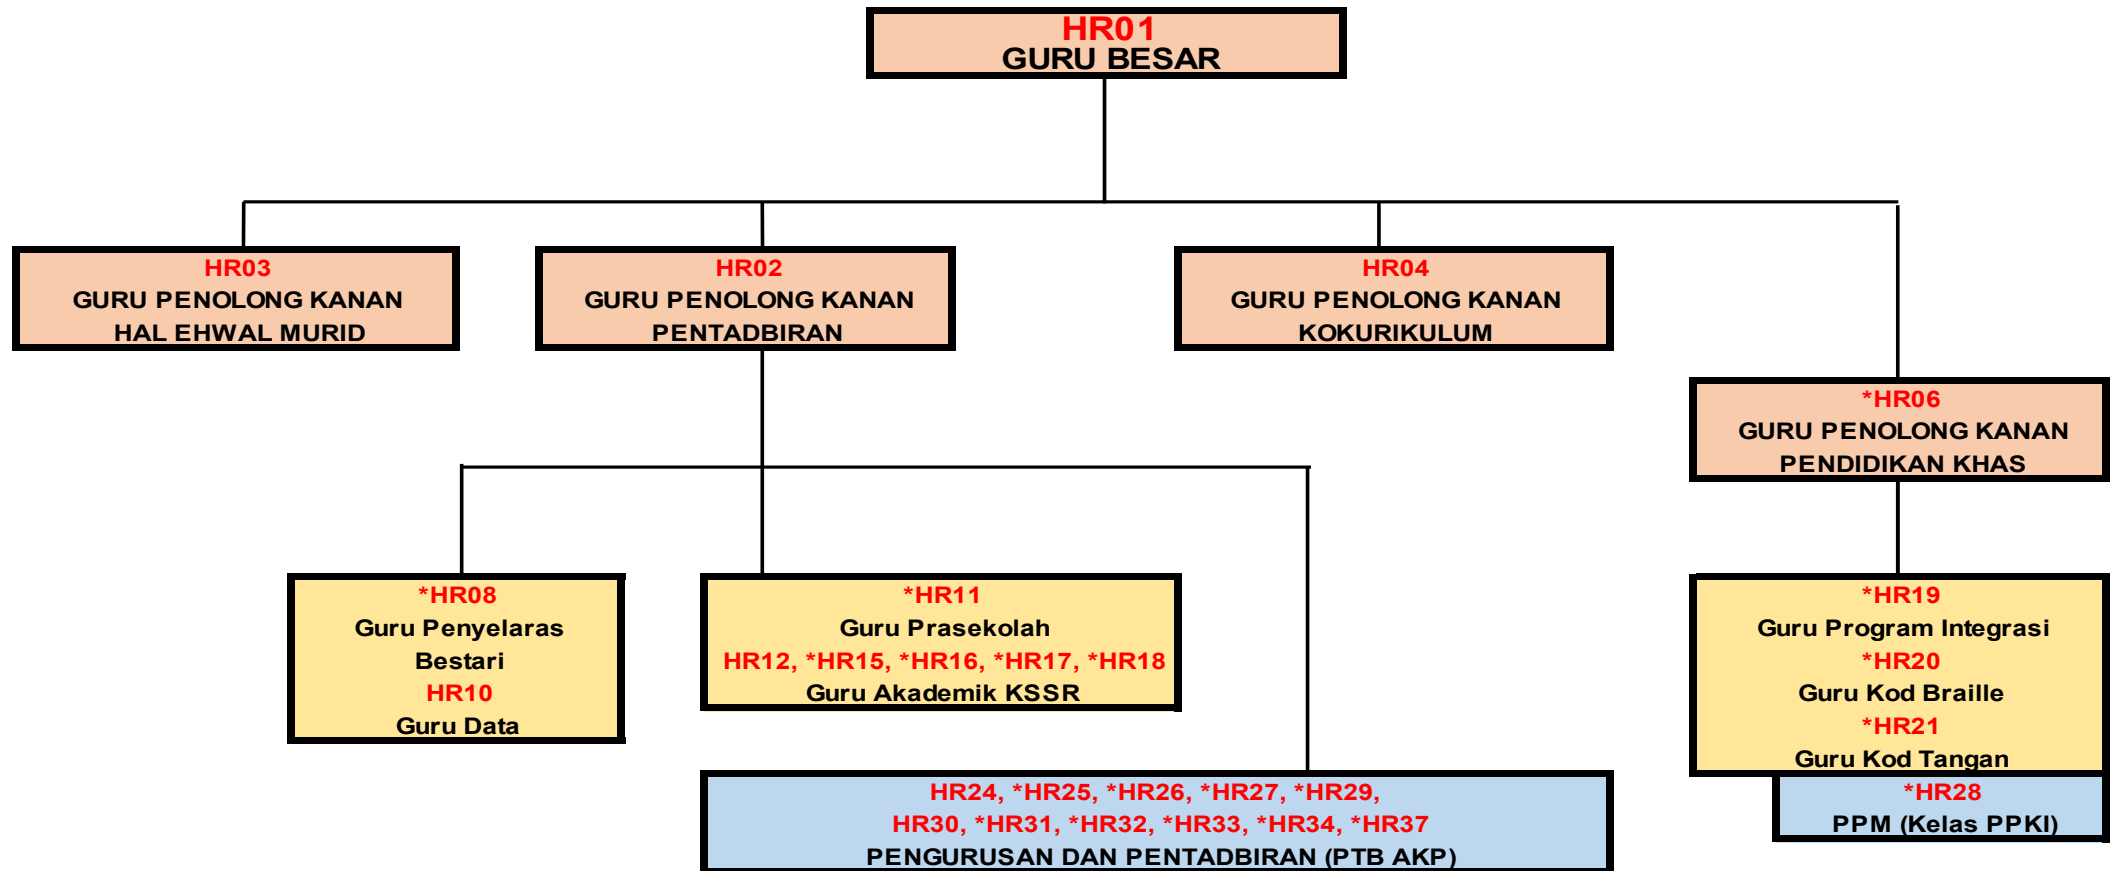 HR01
GURU BESAR
HR03
GURU PENOLONG KANAN
HAL EHWAL MURID
HR02
GURU PENOLONG KANAN
PENTADBIRAN
HR04
GURU PENOLONG KANAN
KOKURIKULUM
*HR06
GURU PENOLONG KANAN
PENDIDIKAN KHAS
*HR08
Guru Penyelaras
Bestari
HR10
Guru Data
*HR11
Guru Prasekolah
HR12, *HR15, *HR16, *HR17, *HR18
Guru Akademik KSSR
*HR19
Guru Program Integrasi
*HR20
Guru Kod Braille
*HR21
Guru Kod Tangan
HR24, *HR25, *HR26, *HR27, *HR29,
HR30, *HR31, *HR32, *HR33, *HR34, *HR37
PENGURUSAN DAN PENTADBIRAN (PTB AKP)
*HR28
PPM (Kelas PPKI)